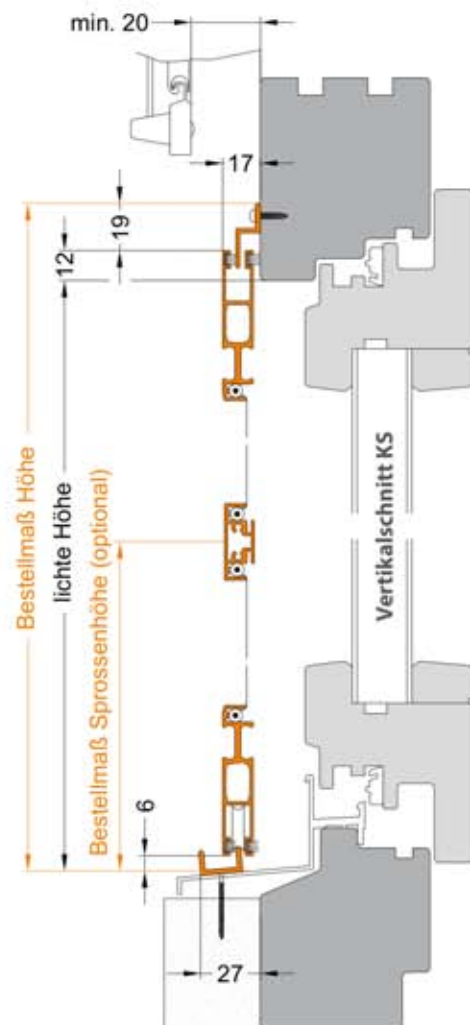 min. 20
17
19
12
Bestellmaß Höhe
lichte Höhe
Bestellmaß Sprossenhöhe (optional)
Vertikalschnitt KS
6
27